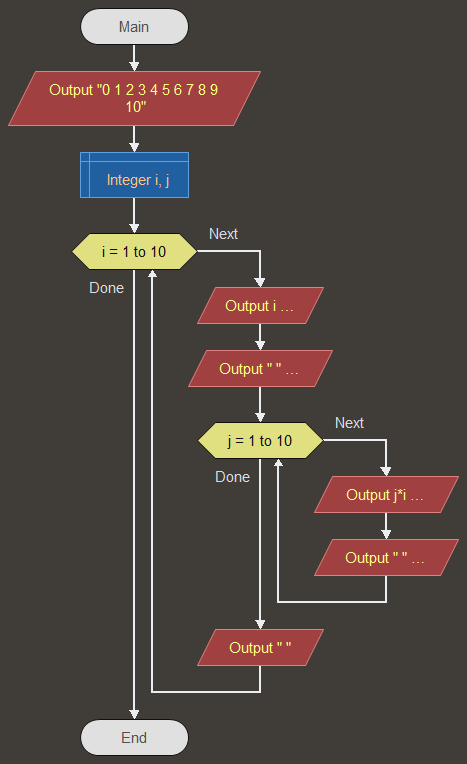 Main
Output "0 1 2 3 4 5 6 7 8 9
10"
Integer i, j
i = 1 to 10
Next
Done
Output i ...
Output " " ...
j = 1 to 10
Next
Done
Output j*i ...
Output " " ...
Output " "
End